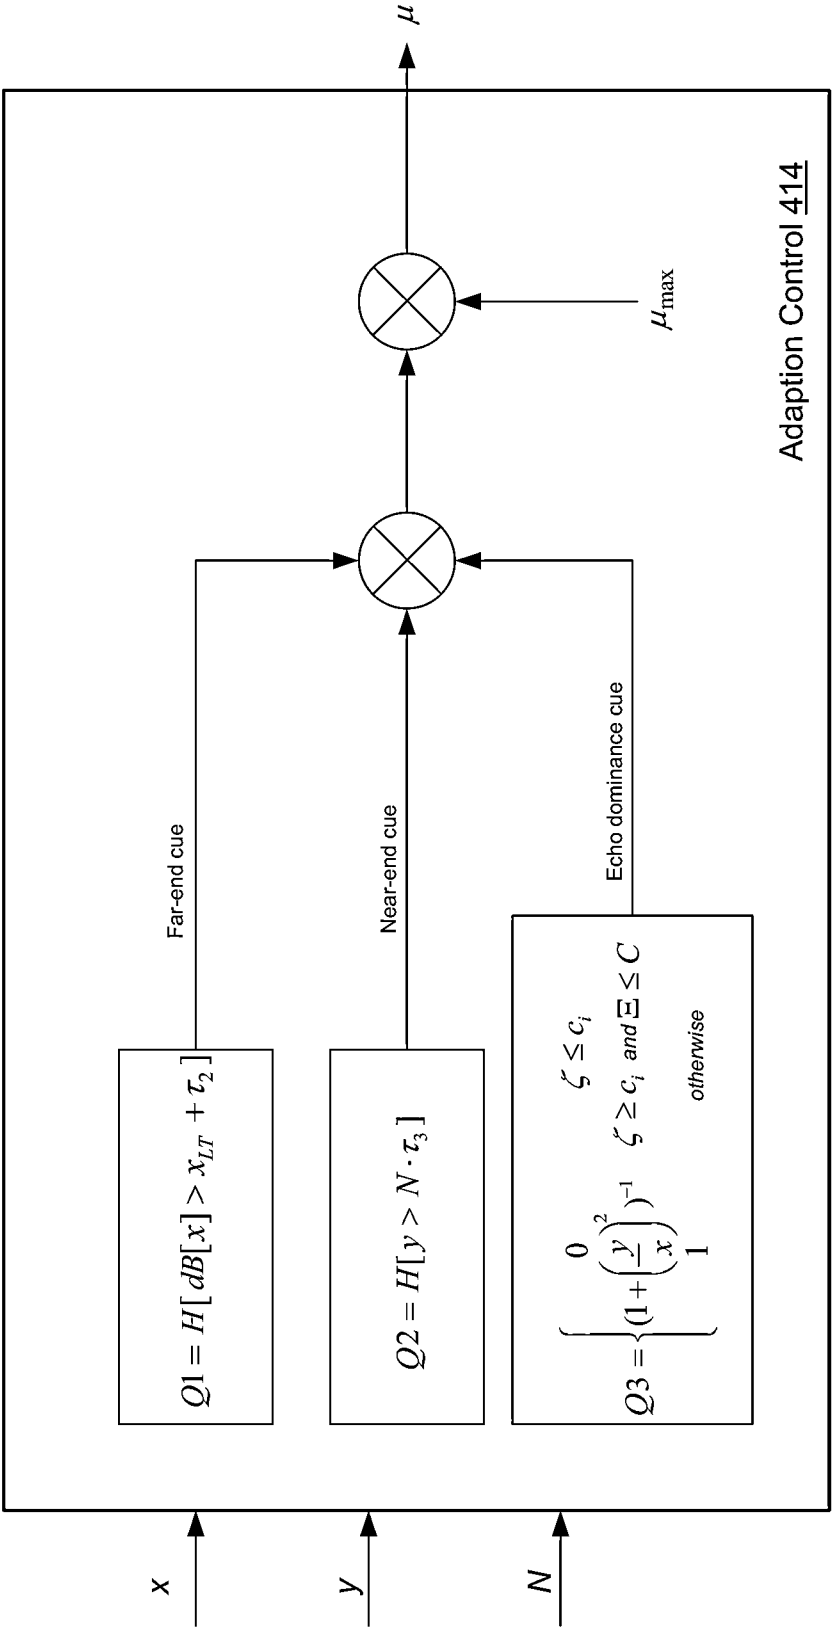 x
y
N
Q1 = H[dB[x] > x_LT + τ_2]
Q2 = H[y > N · τ_3]
Q3 = {
0 ζ ≤ c_i
(1 + (y/x)^2)^-1 ζ ≥ c_i and Ξ ≤ C
1 otherwise
Far-end cue
Near-end cue
Echo dominance cue
μ_max
μ
Adaption Control 414